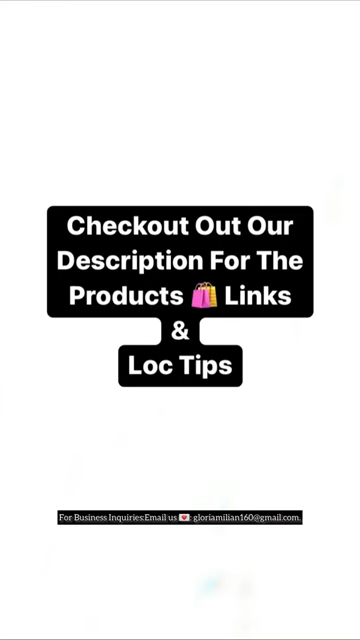 Checkout Out Our
Description For The
Products 🛍️ Links
&
Loc Tips
For Business Inquiries:Email us 💌: gloriamilian160@gmail.com.